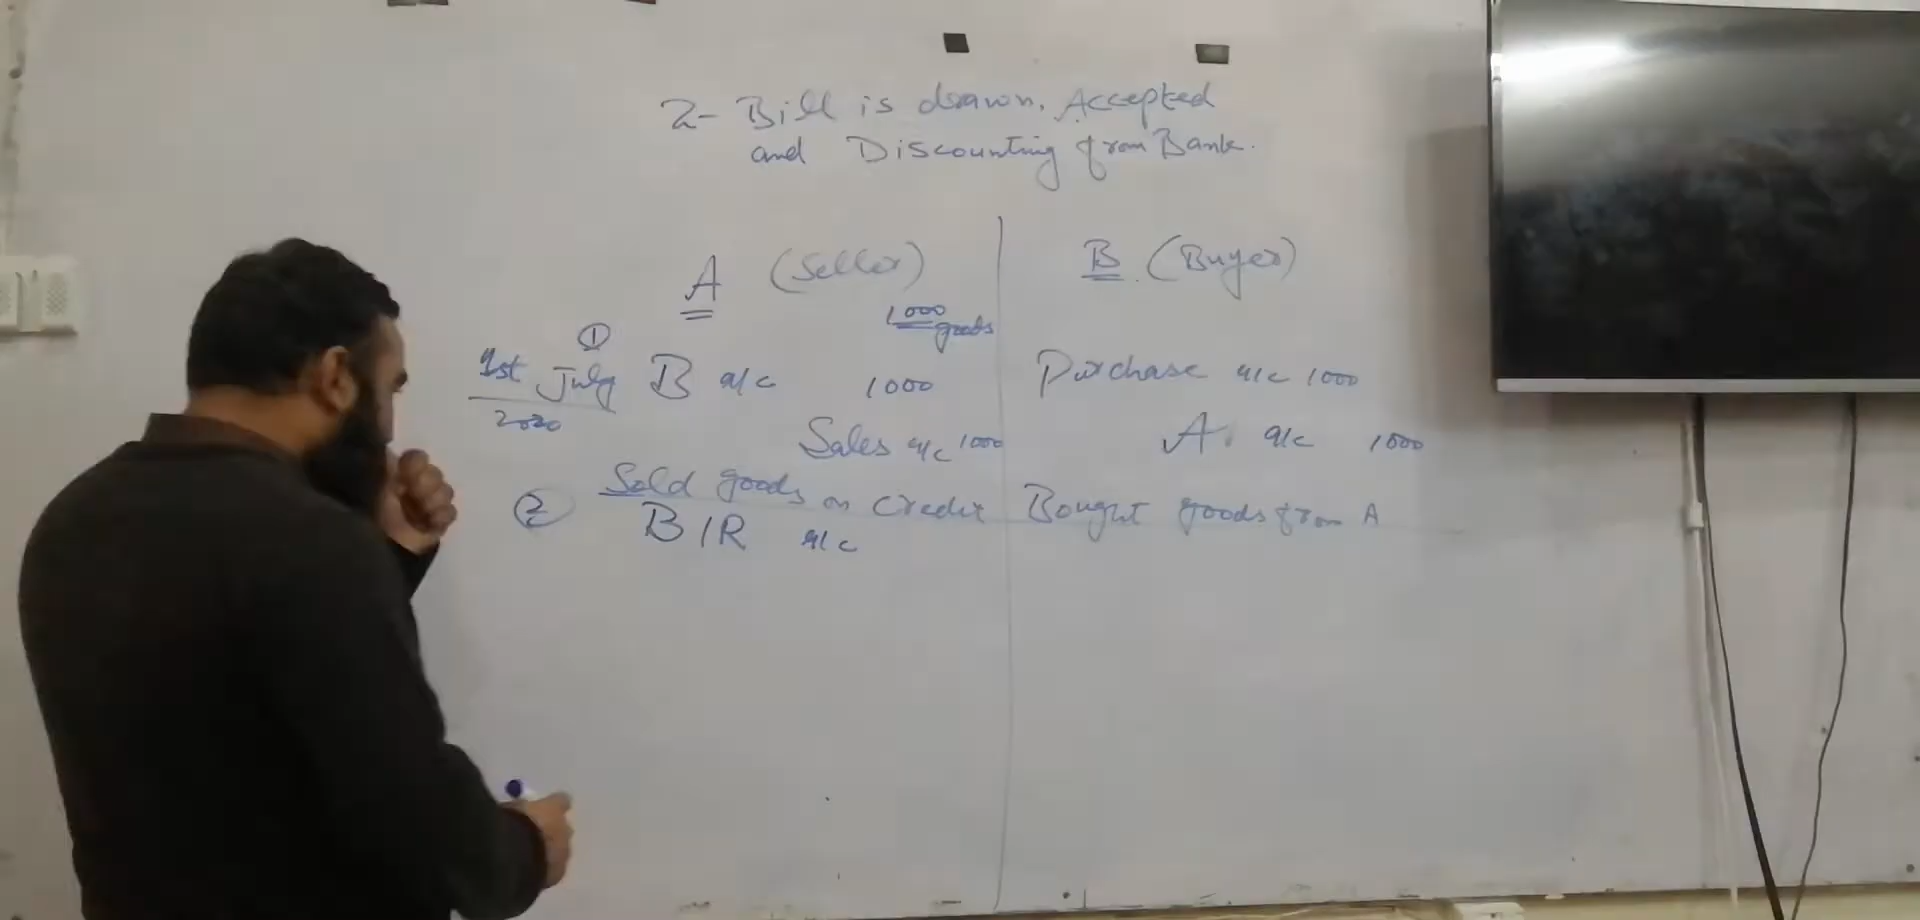 2- Bill is drawn, Accepted
and Discounting from Bank.
A (Seller)
1000
goods
①
1st July B a/c 1000
2020
Sales a/c 1000
Sold goods on credit
② B/R a/c
B (Buyer)
Purchase a/c 1000
A a/c 1000
Bought goods from A